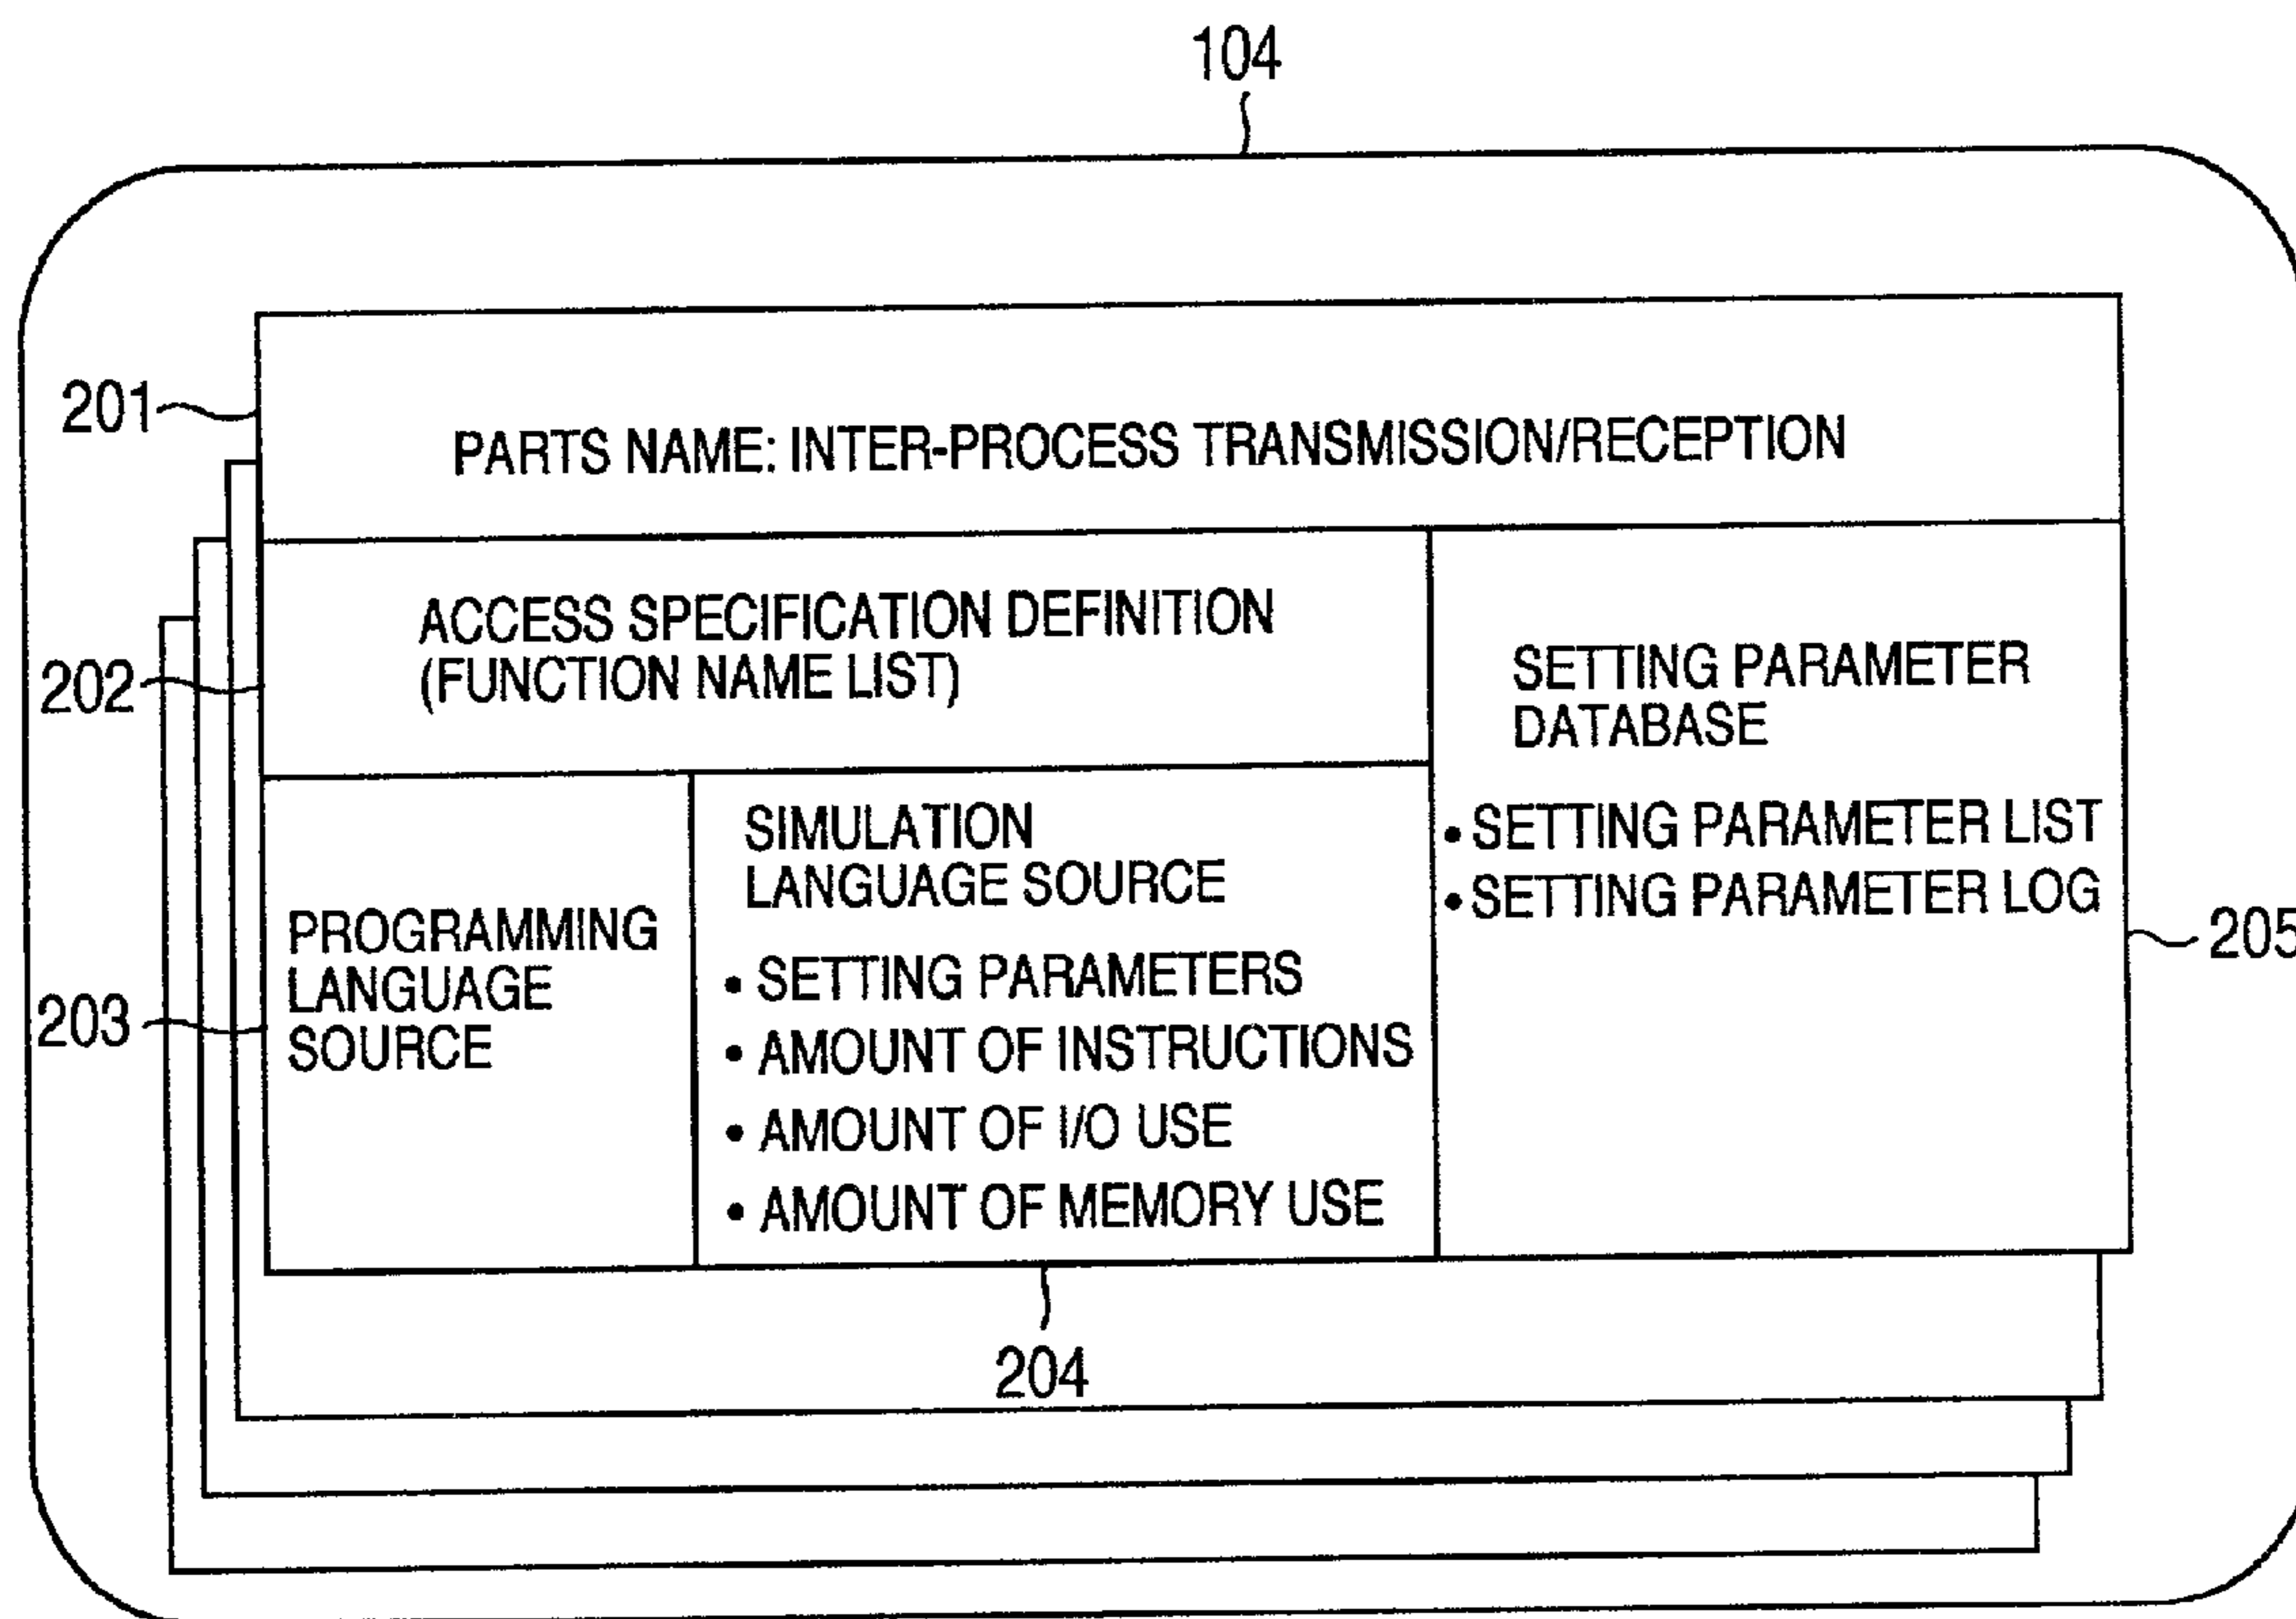 104
201
PARTS NAME: INTER-PROCESS TRANSMISSION/RECEPTION
202
ACCESS SPECIFICATION DEFINITION
(FUNCTION NAME LIST)
203
PROGRAMMING
LANGUAGE
SOURCE
SIMULATION
LANGUAGE SOURCE
• SETTING PARAMETERS
• AMOUNT OF INSTRUCTIONS
• AMOUNT OF I/O USE
• AMOUNT OF MEMORY USE
204
SETTING PARAMETER
DATABASE
• SETTING PARAMETER LIST
• SETTING PARAMETER LOG
205